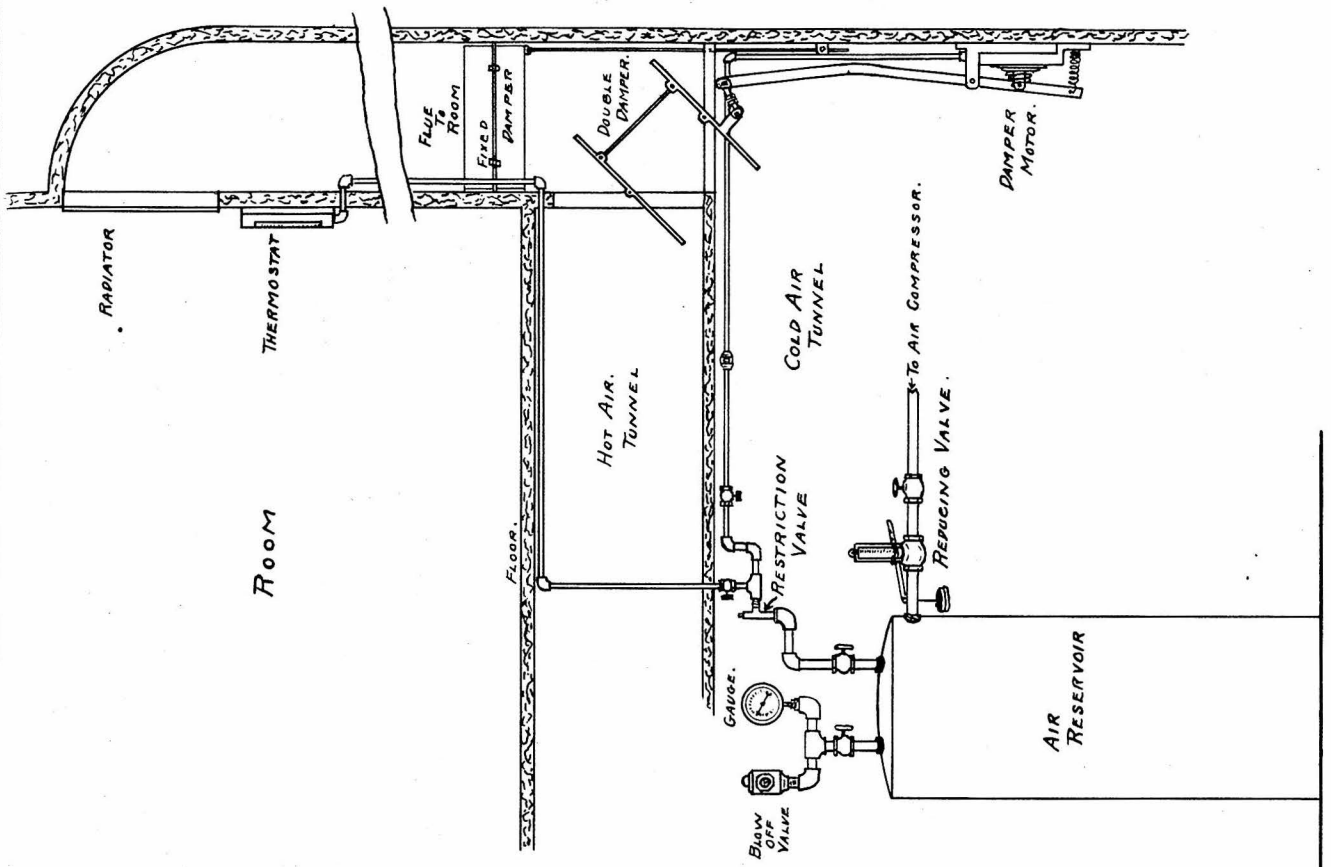 RADIATOR
THERMOSTAT
ROOM
FLUE
TO
ROOM
FIXED
DAMPER
DOUBLE
DAMPER.
FLOOR.
HOT AIR.
TUNNEL
COLD AIR
TUNNEL
DAMPER
MOTOR.
TO AIR COMPRESSOR.
REDUCING VALVE.
RESTRICTION
VALVE
GAUGE.
BLOW
OFF
VALVE
AIR
RESERVOIR